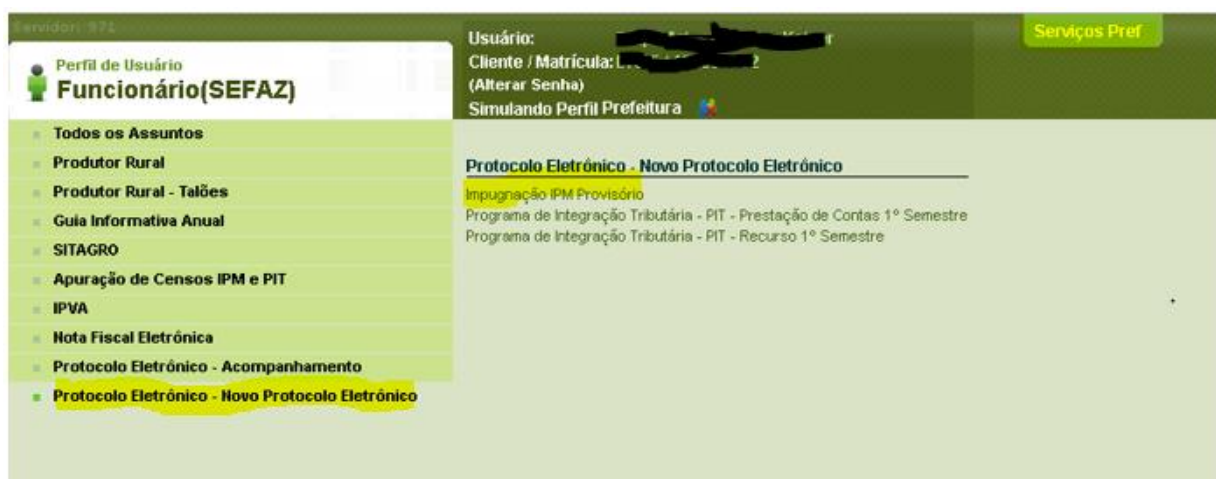 Servidor: 971
Perfil de Usuário
Funcionário(SEFAZ)
Usuário:
Cliente / Matrícula:
(Alterar Senha)
Simulando Perfil Prefeitura
Serviços Pref
Todos os Assuntos
Produtor Rural
Produtor Rural - Talões
Guia Informativa Anual
SITAGRO
Apuração de Censos IPM e PIT
IPVA
Nota Fiscal Eletrônica
Protocolo Eletrônico - Acompanhamento
Protocolo Eletrônico - Novo Protocolo Eletrônico
Protocolo Eletrônico - Novo Protocolo Eletrônico
Impugnação IPM Provisório
Programa de Integração Tributária - PIT - Prestação de Contas 1º Semestre
Programa de Integração Tributária - PIT - Recurso 1º Semestre